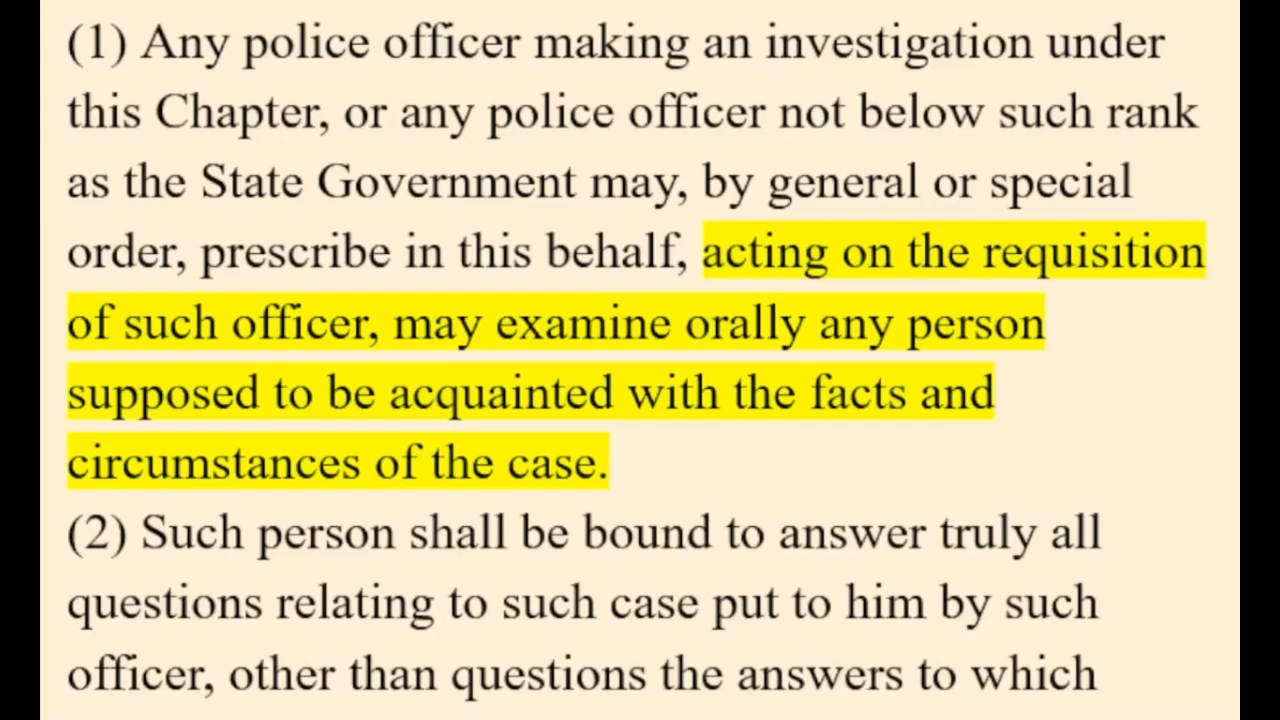 (1) Any police officer making an investigation under
this Chapter, or any police officer not below such rank
as the State Government may, by general or special
order, prescribe in this behalf, acting on the requisition
of such officer, may examine orally any person
supposed to be acquainted with the facts and
circumstances of the case.
(2) Such person shall be bound to answer truly all
questions relating to such case put to him by such
officer, other than questions the answers to which